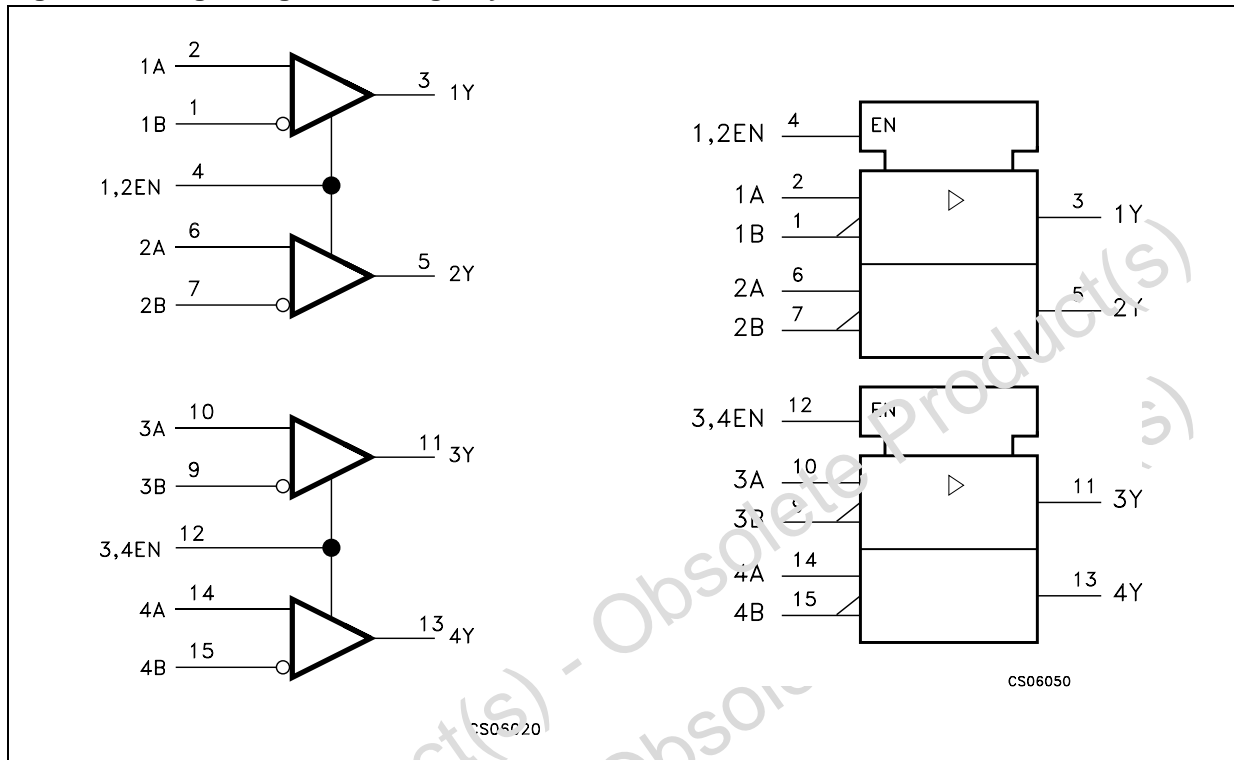 1A 2
3 1Y
1B 1
1,2EN 4
2A 6
5 2Y
2B 7
3A 10
11 3Y
3B 9
3,4EN 12
4A 14
13 4Y
4B 15
CS06020
1,2EN 4 EN
1A 2
3 1Y
1B 1
2A 6
5 2Y
2B 7
3,4EN 12 EN
3A 10
11 3Y
3B 9
4A 14
13 4Y
4B 15
CS06050
ct(s) - Obsolete Product(s)